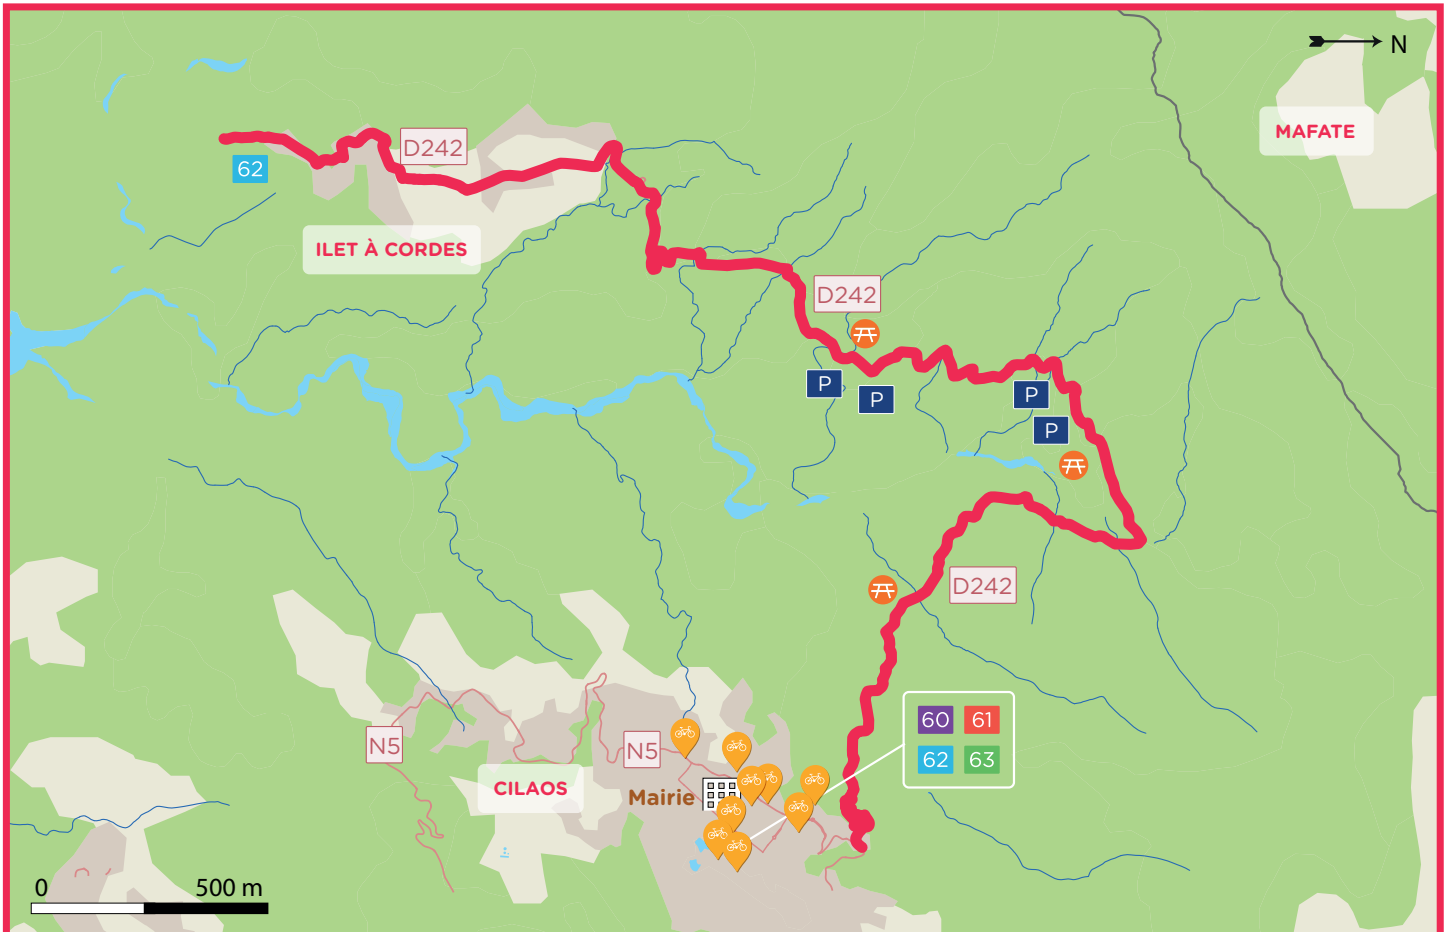 N
MAFATE
D242
62
ILET À CORDES
D242
P
P
P
P
D242
60 61
62 63
N5
N5
CILAOS
Mairie
0 500 m